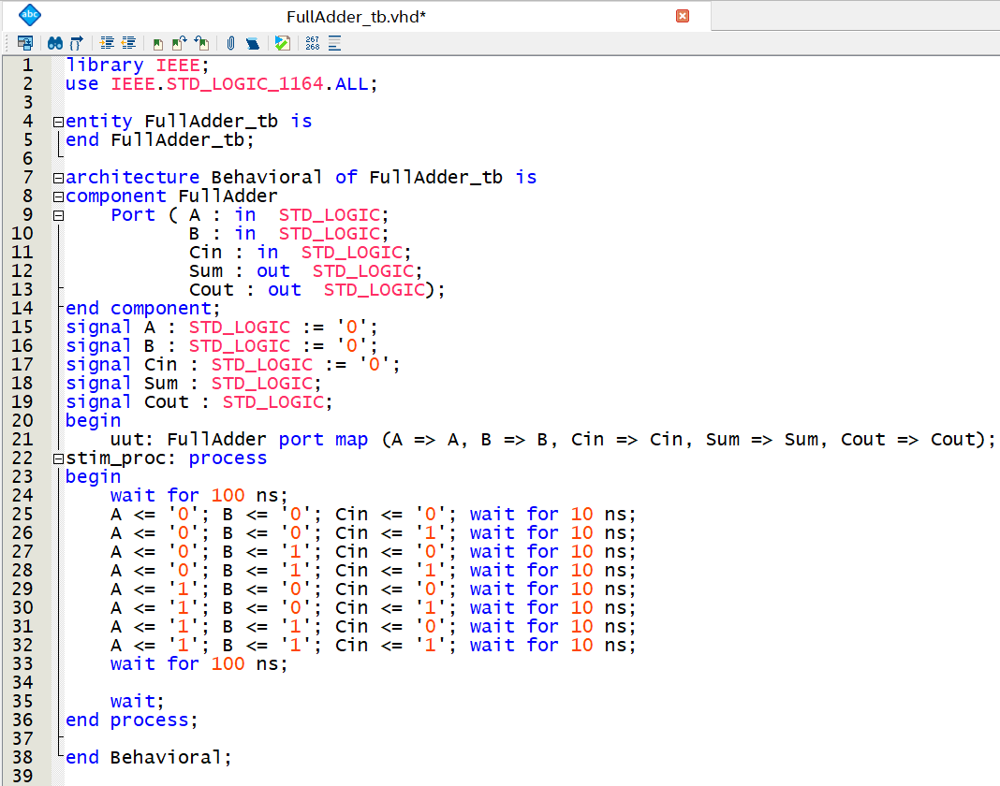 abc FullAdder_tb.vhd*
267
268
1 library IEEE;
2 use IEEE.STD_LOGIC_1164.ALL;
3
4 entity FullAdder_tb is
5 end FullAdder_tb;
6
7 architecture Behavioral of FullAdder_tb is
8 component FullAdder
9     Port ( A : in  STD_LOGIC;
10            B : in  STD_LOGIC;
11            Cin : in  STD_LOGIC;
12            Sum : out  STD_LOGIC;
13            Cout : out  STD_LOGIC);
14 end component;
15 signal A : STD_LOGIC := '0';
16 signal B : STD_LOGIC := '0';
17 signal Cin : STD_LOGIC := '0';
18 signal Sum : STD_LOGIC;
19 signal Cout : STD_LOGIC;
20 begin
21     uut: FullAdder port map (A => A, B => B, Cin => Cin, Sum => Sum, Cout => Cout);
22 stim_proc: process
23 begin
24     wait for 100 ns;
25     A <= '0'; B <= '0'; Cin <= '0'; wait for 10 ns;
26     A <= '0'; B <= '0'; Cin <= '1'; wait for 10 ns;
27     A <= '0'; B <= '1'; Cin <= '0'; wait for 10 ns;
28     A <= '0'; B <= '1'; Cin <= '1'; wait for 10 ns;
29     A <= '1'; B <= '0'; Cin <= '0'; wait for 10 ns;
30     A <= '1'; B <= '0'; Cin <= '1'; wait for 10 ns;
31     A <= '1'; B <= '1'; Cin <= '0'; wait for 10 ns;
32     A <= '1'; B <= '1'; Cin <= '1'; wait for 10 ns;
33     wait for 100 ns;
34
35     wait;
36 end process;
37
38 end Behavioral;
39